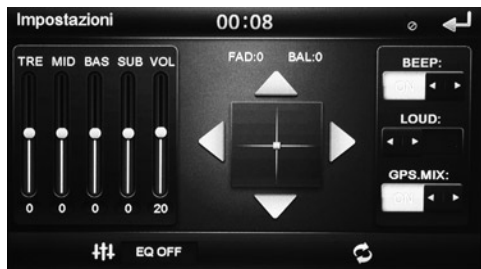 Impostazioni 00:08
TRE MID BAS SUB VOL
FAD:0 BAL:0
BEEP:
LOUD:
GPS.MIX:
0 0 0 0 20
EQ OFF